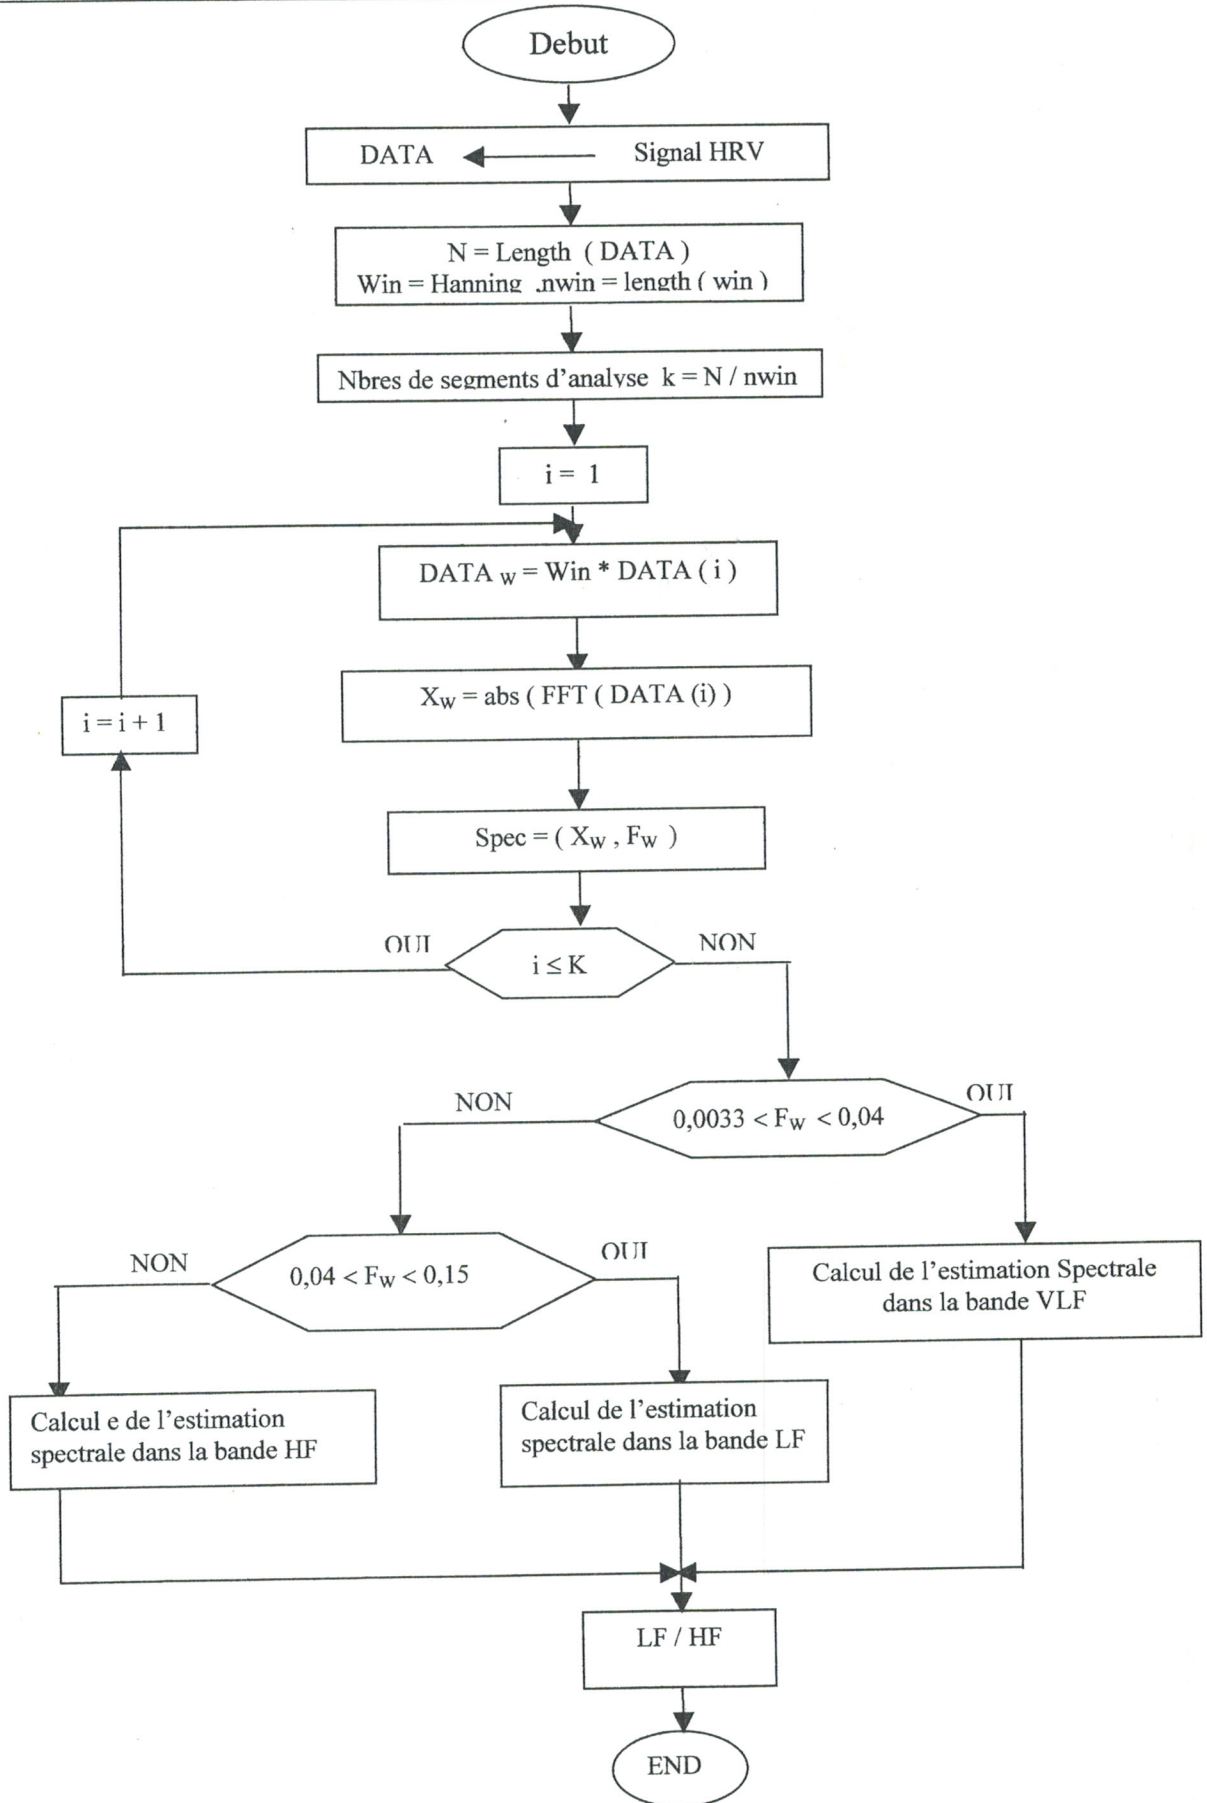 Debut
DATA Signal HRV
N = Length ( DATA )
Win = Hanning .nwin = length ( win )
Nbres de segments d'analyse k = N / nwin
i = 1
DATA W = Win * DATA ( i )
XW = abs ( FFT ( DATA (i) )
i = i + 1
Spec = ( XW , FW )
OUI
NON
i ≤ K
NON
OUI
0,0033 < FW < 0,04
NON
OUI
0,04 < FW < 0,15
Calcul de l'estimation Spectrale
dans la bande VLF
Calcul e de l'estimation
spectrale dans la bande HF
Calcul de l'estimation
spectrale dans la bande LF
LF / HF
END